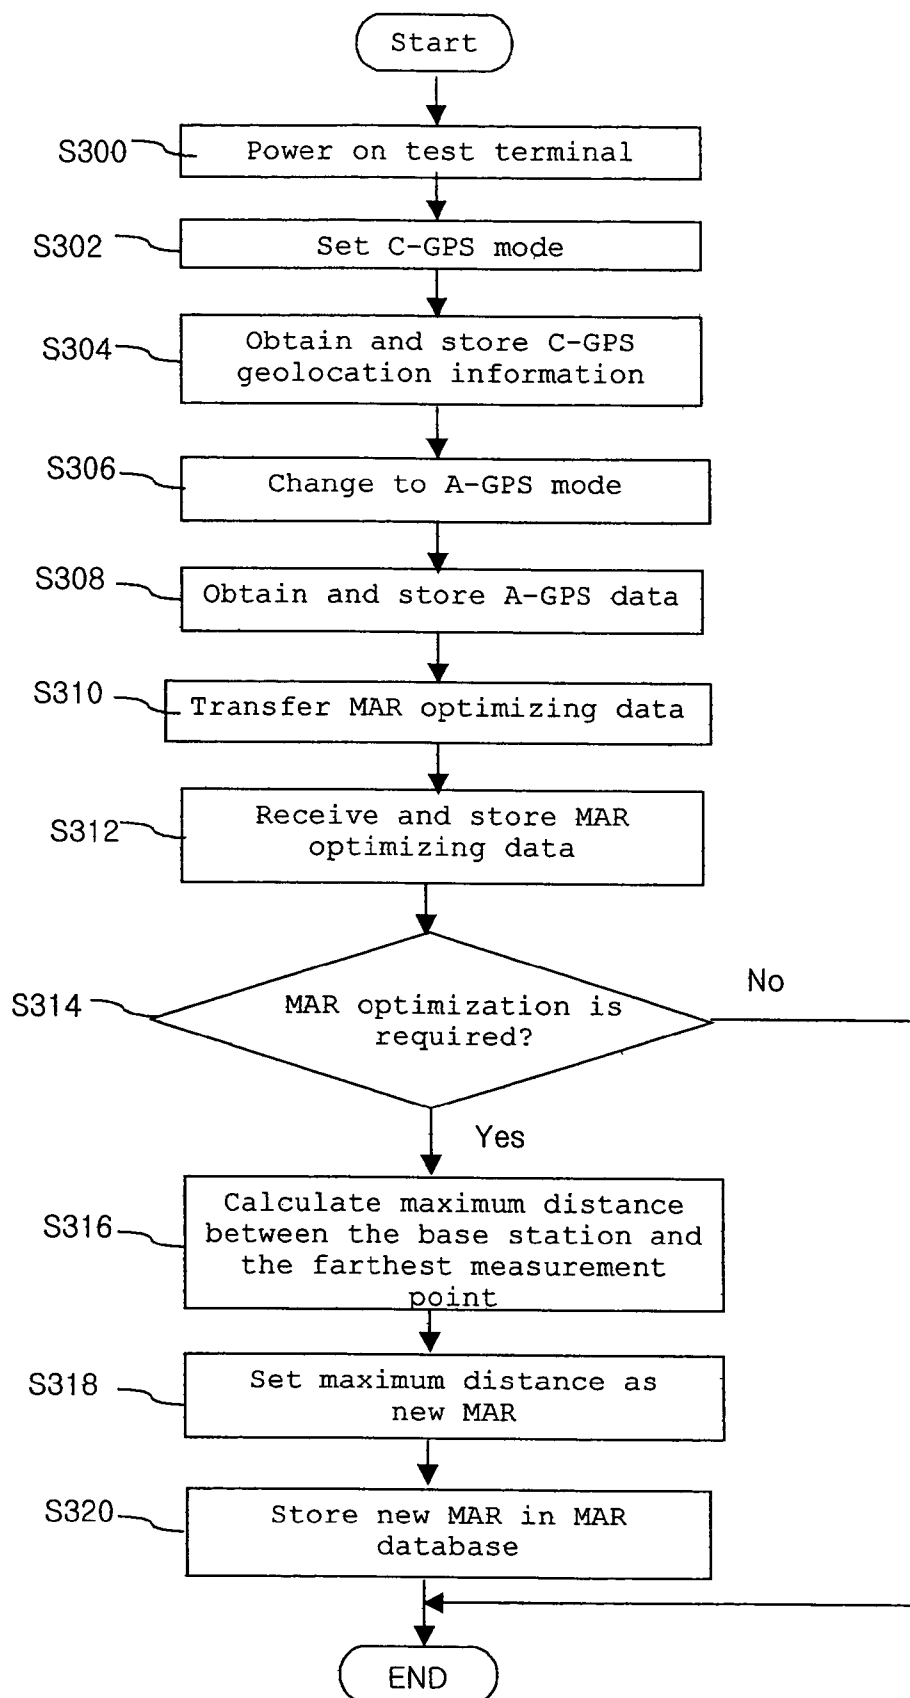 Start
S300
Power on test terminal
S302
Set C-GPS mode
S304
Obtain and store C-GPS
geolocation information
S306
Change to A-GPS mode
S308
Obtain and store A-GPS data
S310
Transfer MAR optimizing data
S312
Receive and store MAR
optimizing data
S314
MAR optimization is
required?
No
Yes
S316
Calculate maximum distance
between the base station and
the farthest measurement
point
S318
Set maximum distance as
new MAR
S320
Store new MAR in MAR
database
END